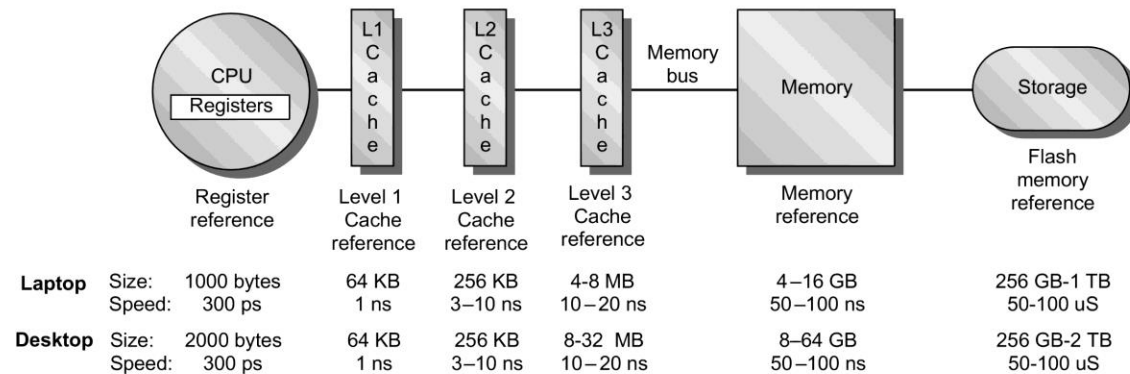 CPU
Registers
L1
C
a
c
h
e
L2
C
a
c
h
e
L3
C
a
c
h
e
Memory
bus
Memory
Storage
Register
reference
Level 1
Cache
reference
Level 2
Cache
reference
Level 3
Cache
reference
Memory
reference
Flash
memory
reference
Laptop Size: 1000 bytes 64 KB 256 KB 4-8 MB 4–16 GB 256 GB-1 TB
Speed: 300 ps 1 ns 3–10 ns 10–20 ns 50–100 ns 50-100 uS
Desktop Size: 2000 bytes 64 KB 256 KB 8-32 MB 8–64 GB 256 GB-2 TB
Speed: 300 ps 1 ns 3–10 ns 10–20 ns 50–100 ns 50-100 uS